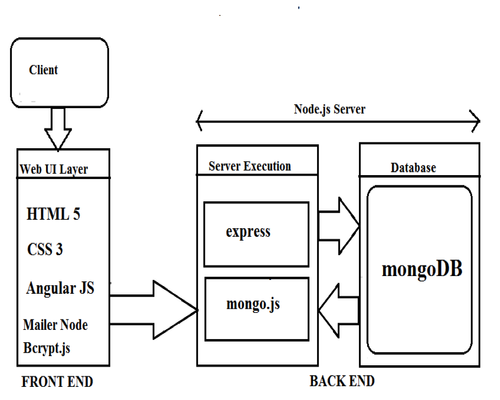 Client
Node.js Server
Web UI Layer
HTML 5
CSS 3
Angular JS
Mailer Node
Bcrypt.js
FRONT END
Server Execution
express
mongo.js
Database
mongoDB
BACK END